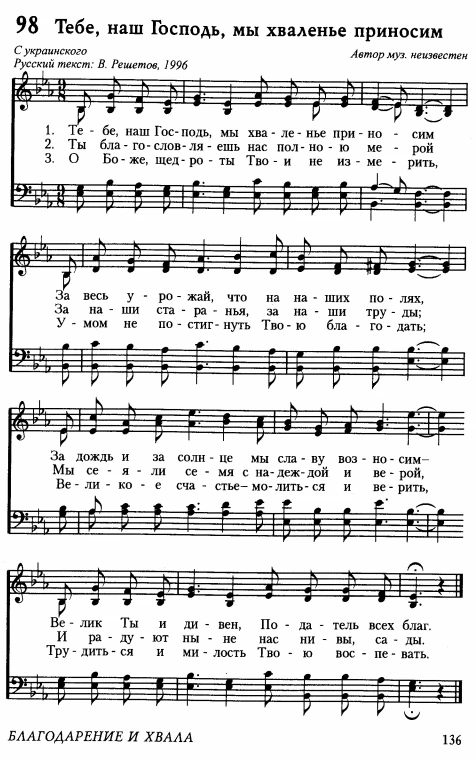 98 Тебе, наш Господь, мы хваленье приносим
С украинского
Русский текст: В. Решетов, 1996
Автор муз. неизвестен
1. Те - бе, наш Гос - подь, мы хва - ле - нье при - но - сим
2. Ты бла - го - слов - ля - ешь нас пол - но - ю ме - рой
3. О Бо - же, щед - ро - ты Тво - и не из - ме - рить,
За весь у - ро - жай, что на на - ших по - лях,
За на - ши ста - ра - нья, за на - ши тру - ды;
У - мом не по - стиг - нуть Тво - ю бла - го - дать;
За дождь и за солн - це мы сла - ву воз - но - сим—
Мы се - я - ли се - мя с на - деж - дой и ве - рой,
Ве - ли - ко - е сча - стье— мо - лить - ся и ве - рить,
Ве - лик Ты и ди - вен, По - да - тель всех благ.
И ра - ду - ют ны - не нас ни - вы, са - ды.
Тру - дить - ся и ми - лость Тво - ю вос - пе - вать.
БЛАГОДАРЕНИЕ И ХВАЛА
136